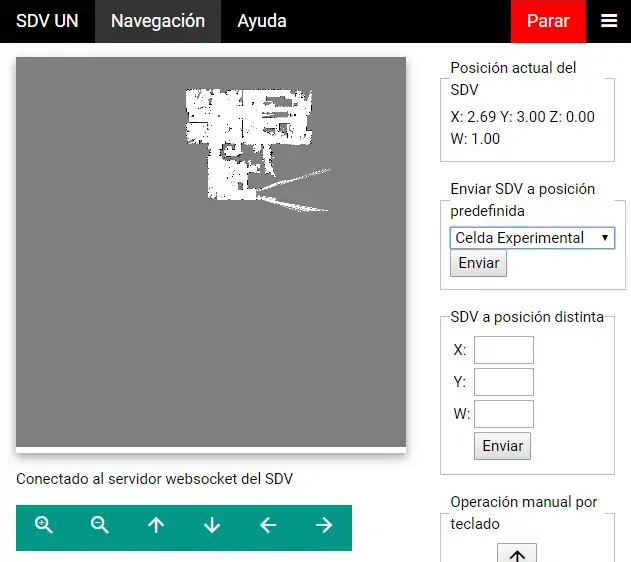 SDV UN Navegación Ayuda Parar
Posición actual del
SDV
X: 2.69 Y: 3.00 Z: 0.00
W: 1.00
Enviar SDV a posición
predefinida
Celda Experimental
Enviar
SDV a posición distinta
X:
Y:
W:
Enviar
Conectado al servidor websocket del SDV
Operación manual por
teclado